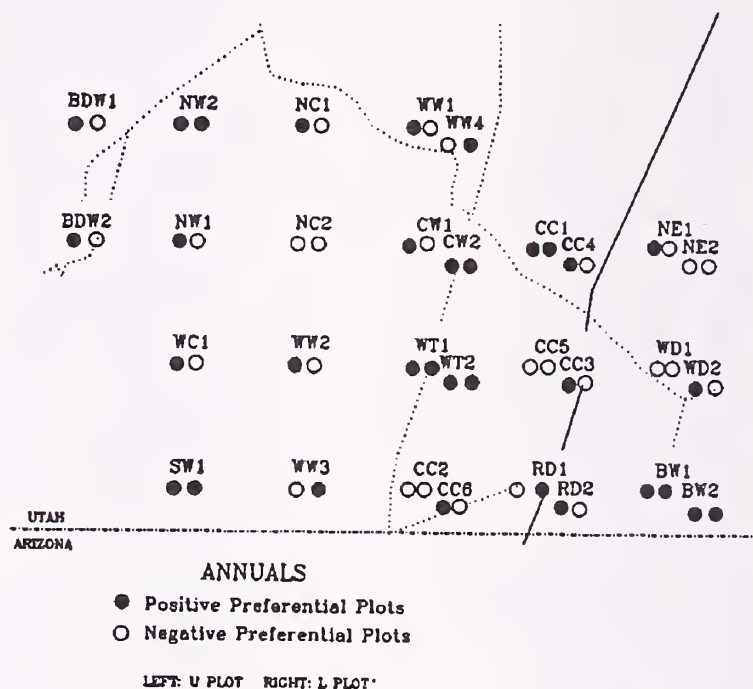 BDW1 NW2 NC1 WW1
WW4
BDW2 NW1 NC2 CW1 CC1 NE1
CW2 CC4 NE2
WC1 WW2 WT1 CC5 WD1
WT2 CC3 WD2
SW1 WW3 CC2 RD1 BW1
CC6 RD2 BW2
UTAH
ARIZONA
ANNUALS
Positive Preferential Plots
Negative Preferential Plots
LEFT: U PLOT RIGHT: L PLOT